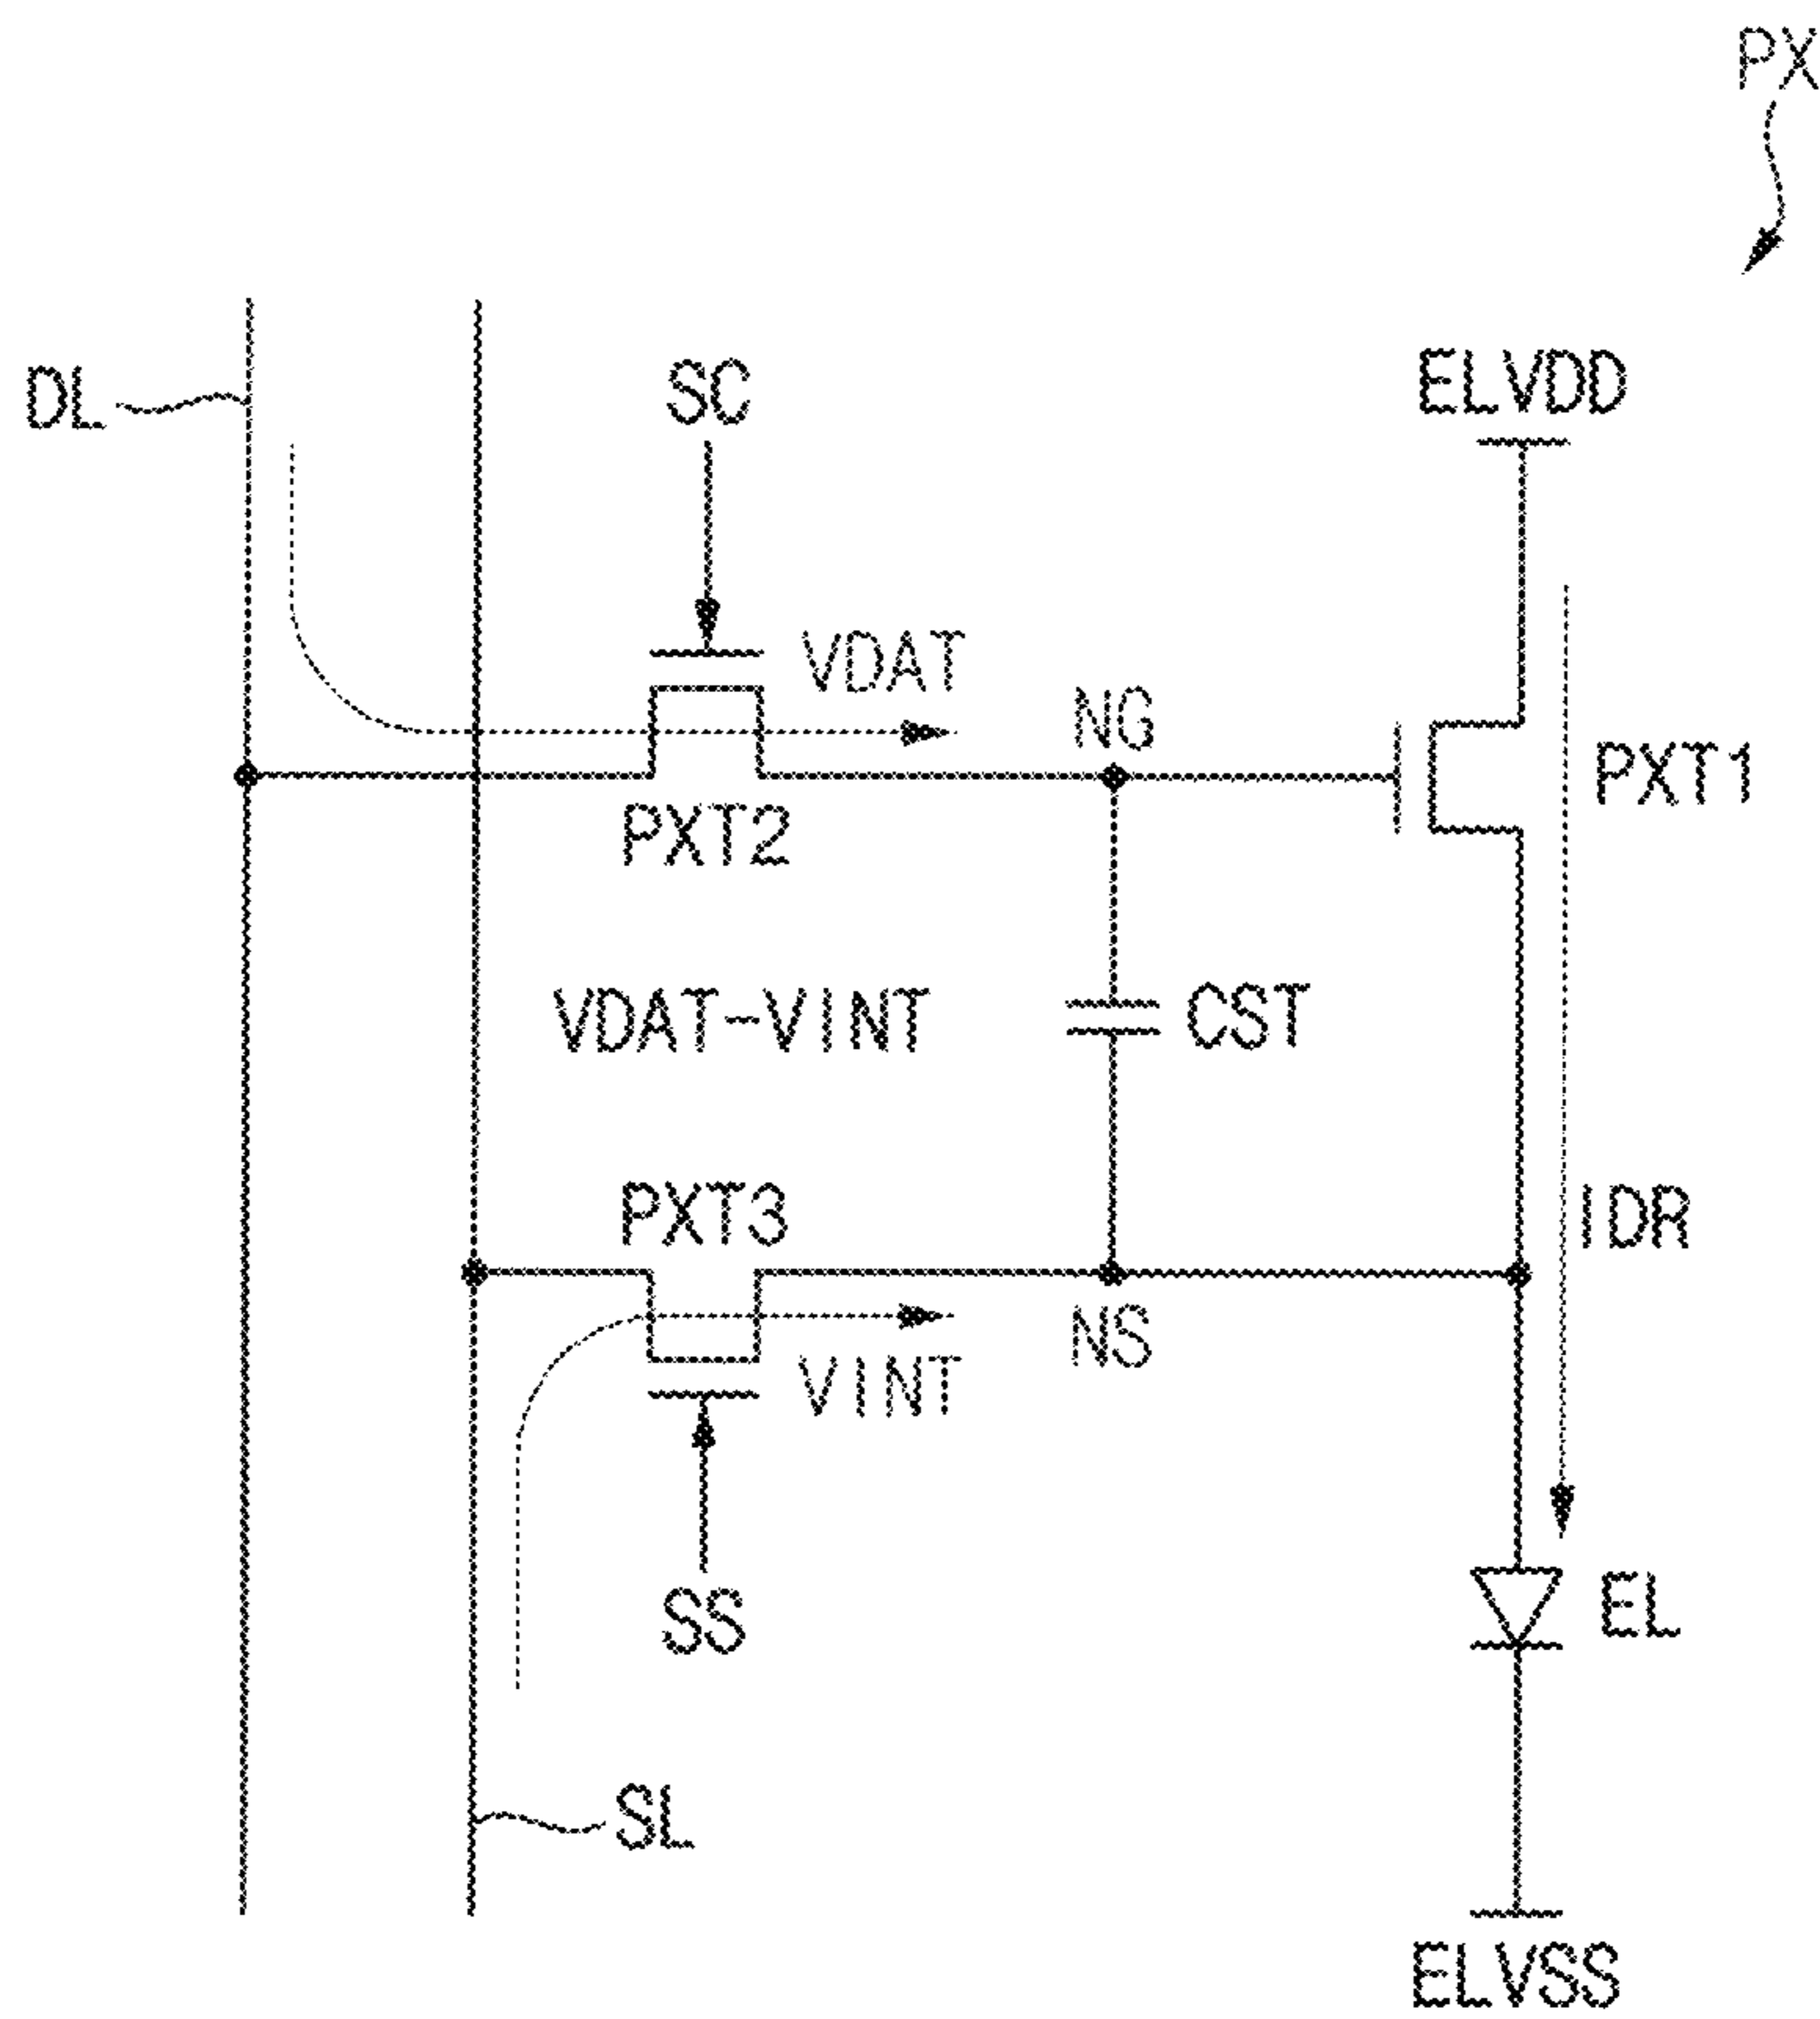 PX
DL
SC
ELVDD
VDAT
NG
PXT1
PXT2
VDAT-VINT
CST
PXT3
IDR
NS
VINT
SS
EL
SL
ELVSS